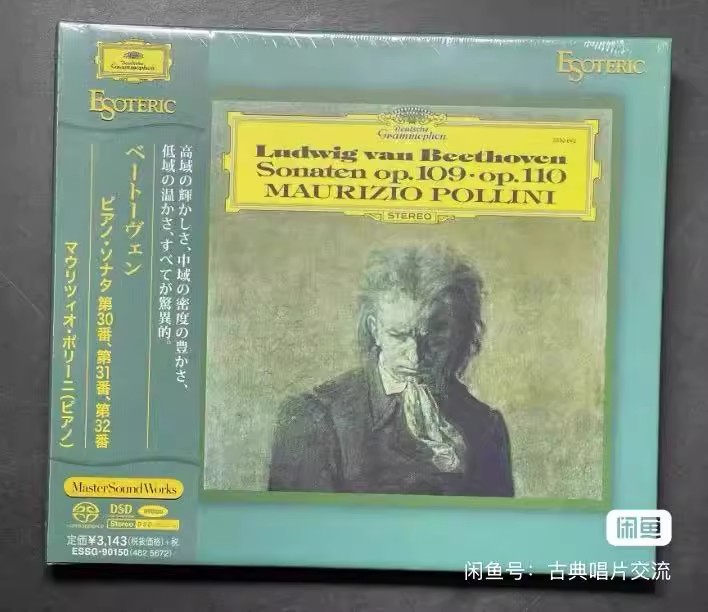 Deutsche
Grammophon
ESOTERIC
高域の輝かしさ、中域の密度の豊かさ、
低域の温かさ、すべてが驚異的。
ベートーヴェン
ピアノ・ソナタ 第30番、第31番、第32番
マウリツィオ・ポリーニ(ピアノ)
MasterSoundWorks
DSD
Stereo
定価¥3,143(税抜価格)+税
ESSG-90150(482 5672)
ESOTERIC
Deutsche
Grammophon
Ludwig van Beethoven
Sonaten op.109·op.110
MAURIZIO POLLINI
STEREO
闲鱼
闲鱼号：古典唱片交流